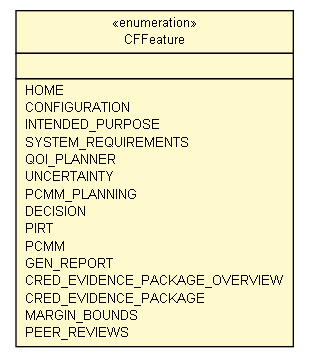 «enumeration»
CFFeature
HOME
CONFIGURATION
INTENDED_PURPOSE
SYSTEM_REQUIREMENTS
QOI_PLANNER
UNCERTAINTY
PCMM_PLANNING
DECISION
PIRT
PCMM
GEN_REPORT
CRED_EVIDENCE_PACKAGE_OVERVIEW
CRED_EVIDENCE_PACKAGE
MARGIN_BOUNDS
PEER_REVIEWS